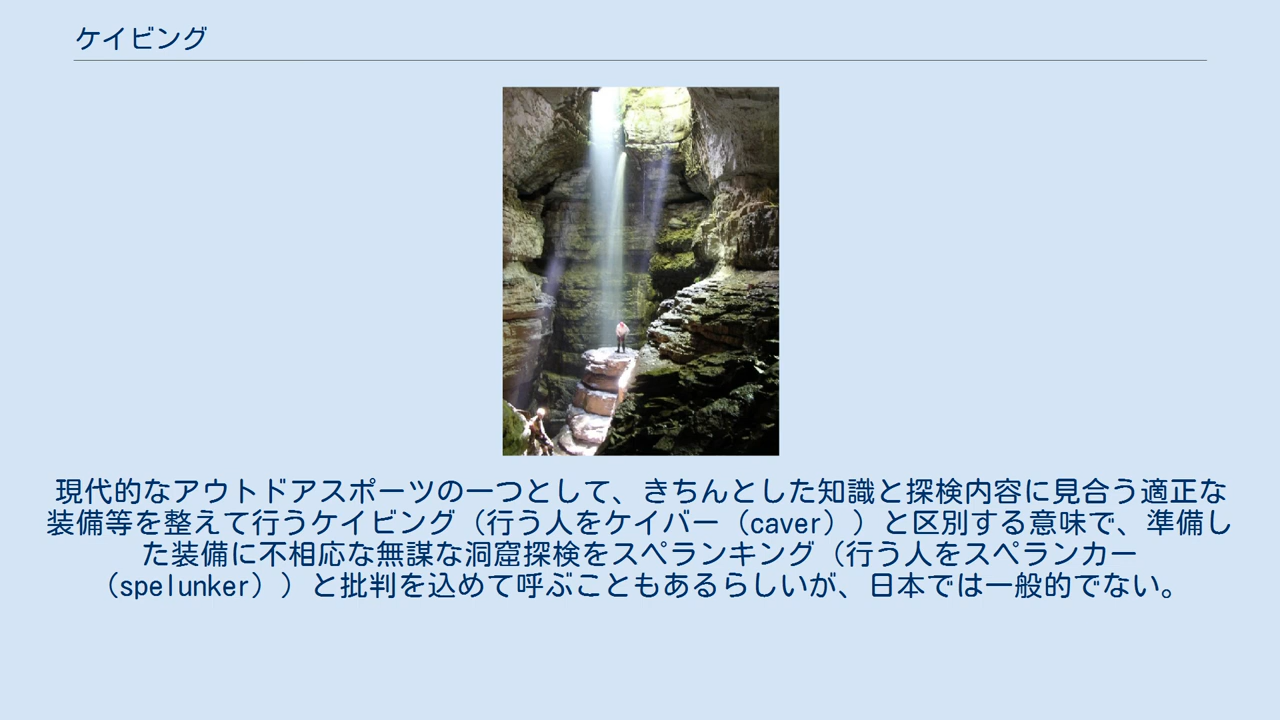 ケイビング
現代的なアウトドアスポーツの一つとして、きちんとした知識と探検内容に見合う適正な
装備等を整えて行うケイビング（行う人をケイバー（caver））と区別する意味で、準備し
た装備に不相応な無謀な洞窟探検をスペランキング（行う人をスペランカー
（spelunker））と批判を込めて呼ぶこともあるらしいが、日本では一般的でない。